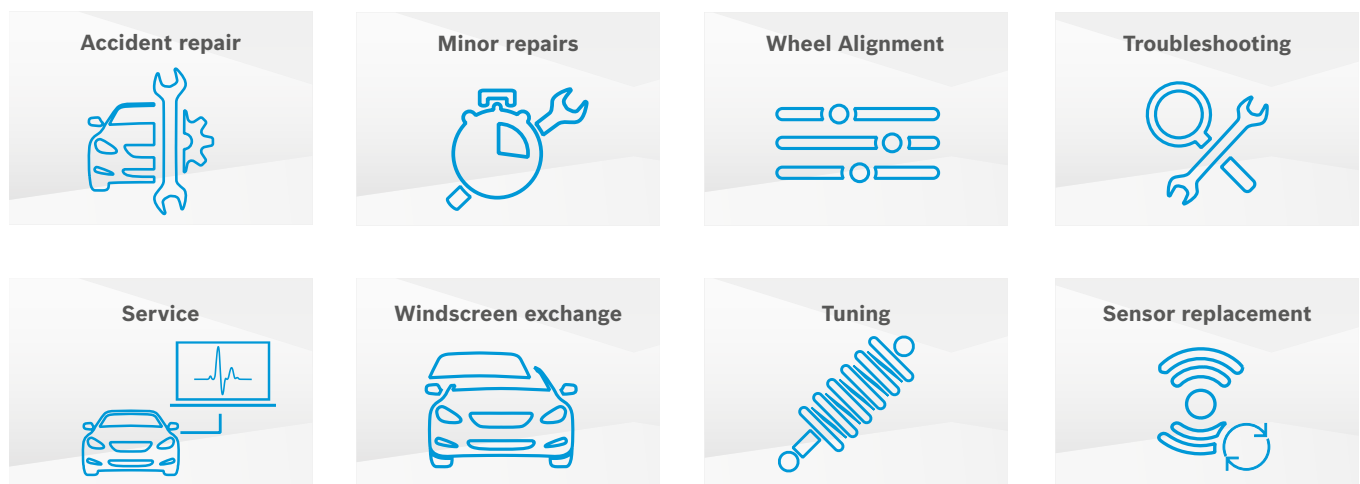 Accident repair
Minor repairs
Wheel Alignment
Troubleshooting
Service
Windscreen exchange
Tuning
Sensor replacement